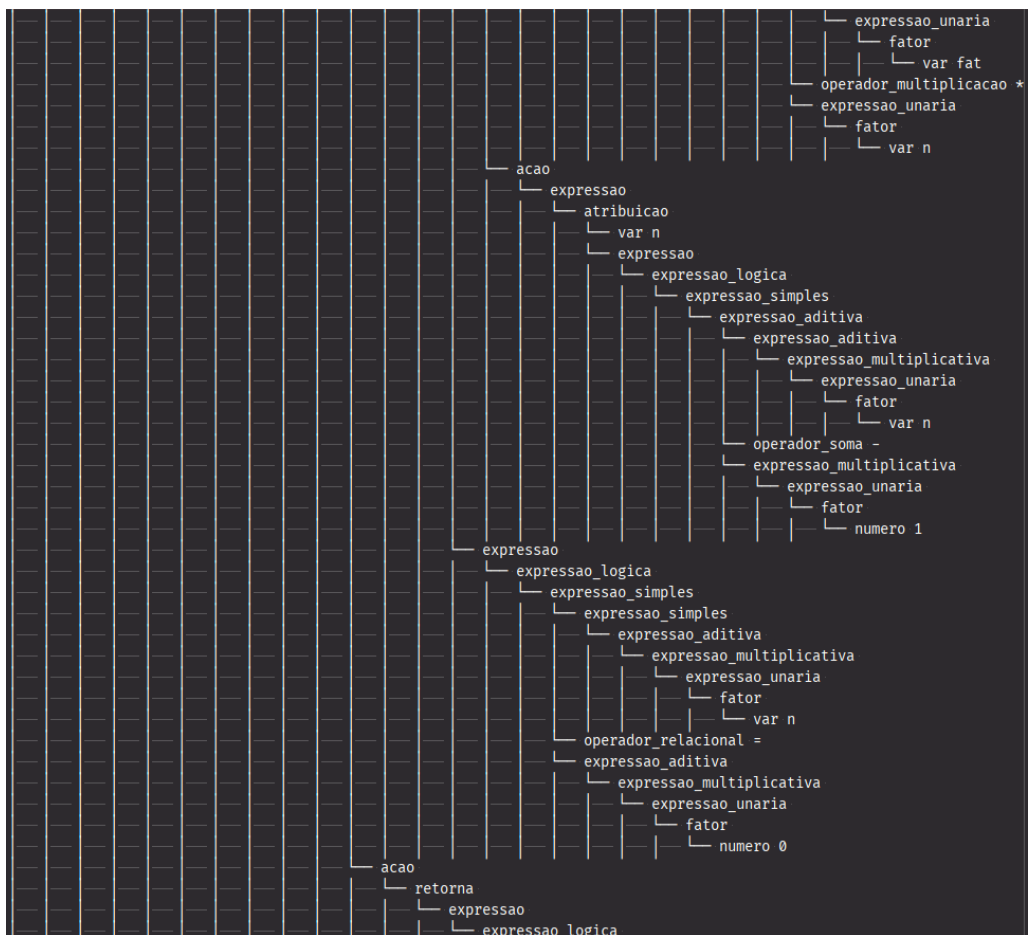 expressao_unaria
fator
var fat
operador_multiplicacao *
expressao_unaria
fator
var n
acao
expressao
atribuicao
var n
expressao
expressao_logica
expressao_simples
expressao_aditiva
expressao_aditiva
expressao_multiplicativa
expressao_unaria
fator
var n
operador_soma -
expressao_multiplicativa
expressao_unaria
fator
numero 1
expressao
expressao_logica
expressao_simples
expressao_simples
expressao_aditiva
expressao_multiplicativa
expressao_unaria
fator
var n
operador_relacional =
expressao_aditiva
expressao_multiplicativa
expressao_unaria
fator
numero 0
acao
retorna
expressao
expressao_logica